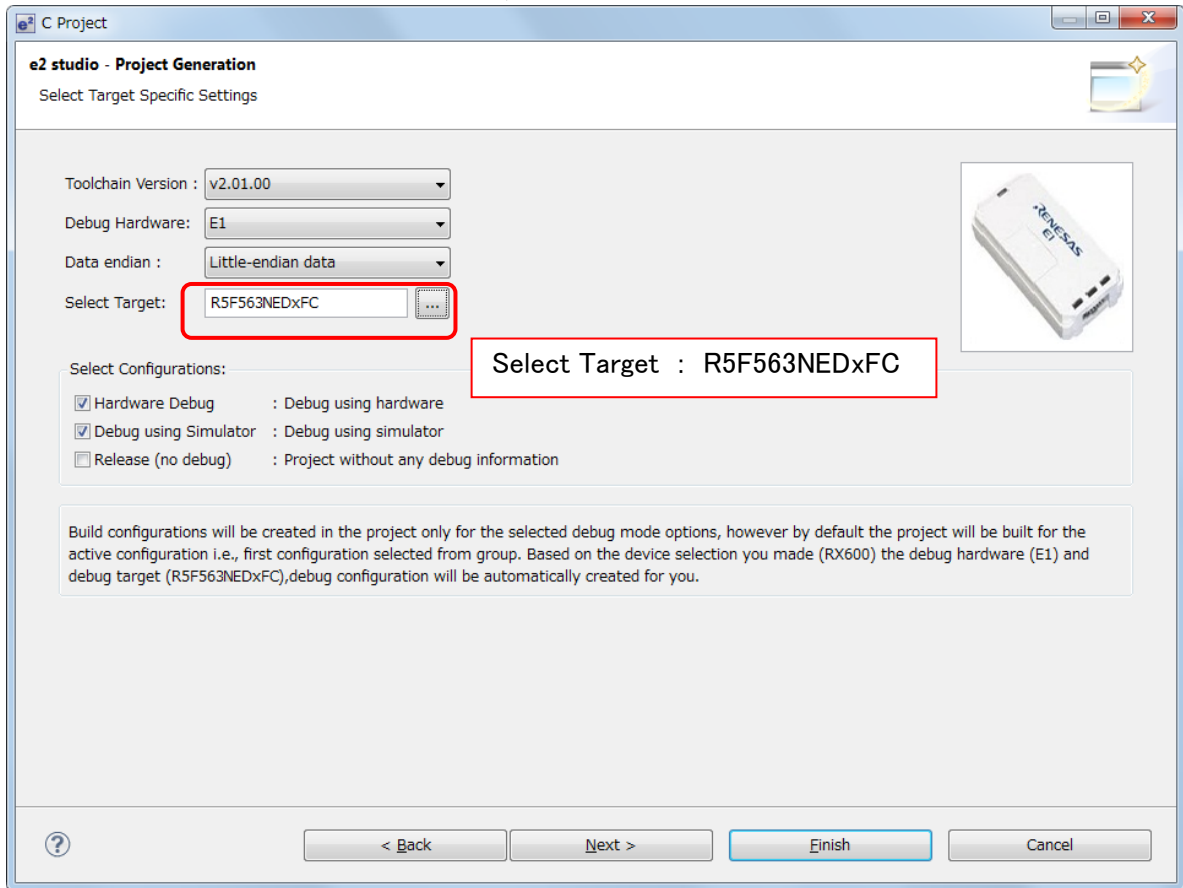 C Project
e2 studio - Project Generation
Select Target Specific Settings
Toolchain Version : v2.01.00
Debug Hardware: E1
Data endian : Little-endian data
Select Target: R5F563NEDxFC ...
RENESAS
E1
Select Target : R5F563NEDxFC
Select Configurations:
Hardware Debug : Debug using hardware
Debug using Simulator : Debug using simulator
Release (no debug) : Project without any debug information
Build configurations will be created in the project only for the selected debug mode options, however by default the project will be built for the
active configuration i.e., first configuration selected from group. Based on the device selection you made (RX600) the debug hardware (E1) and
debug target (R5F563NEDxFC),debug configuration will be automatically created for you.
? < Back Next > Finish Cancel